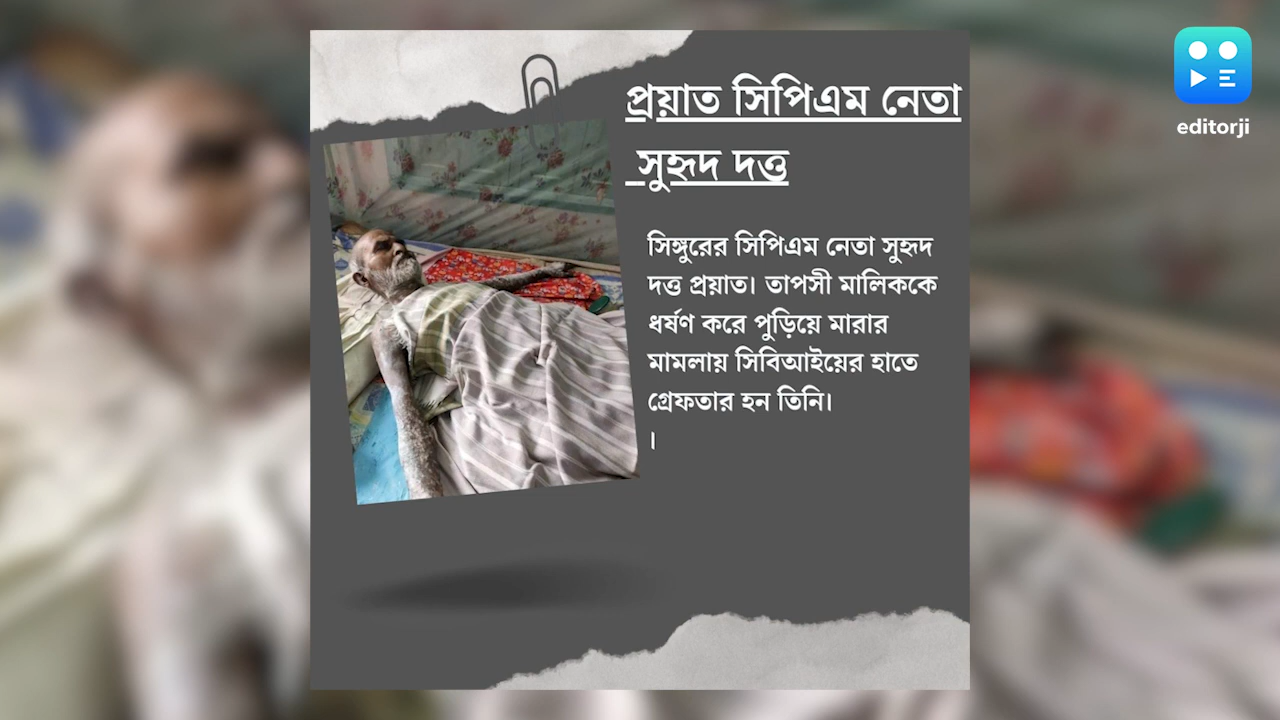 প্রয়াত সিপিএম নেতা
সুহৃদ দত্ত
সিঙ্গুরের সিপিএম নেতা সুহৃদ
দত্ত প্রয়াত। তাপসী মালিককে
ধর্ষণ করে পুড়িয়ে মারার
মামলায় সিবিআইয়ের হাতে
গ্রেফতার হন তিনি।
।
editorji